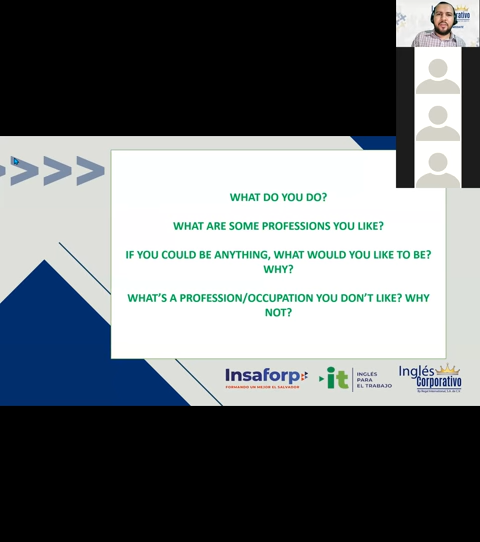 WHAT DO YOU DO?
WHAT ARE SOME PROFESSIONS YOU LIKE?
IF YOU COULD BE ANYTHING, WHAT WOULD YOU LIKE TO BE?
WHY?
WHAT'S A PROFESSION/OCCUPATION YOU DON'T LIKE? WHY
NOT?
Insaforp
FORMANDO UN MEJOR EL SALVADOR
it
INGLÉS
PARA
EL TRABAJO
Inglés
Corporativo